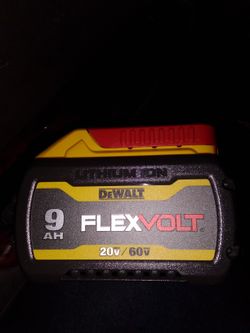 LITHIUM ION
DEWALT
9
AH
FLEXVOLT
20V/60V